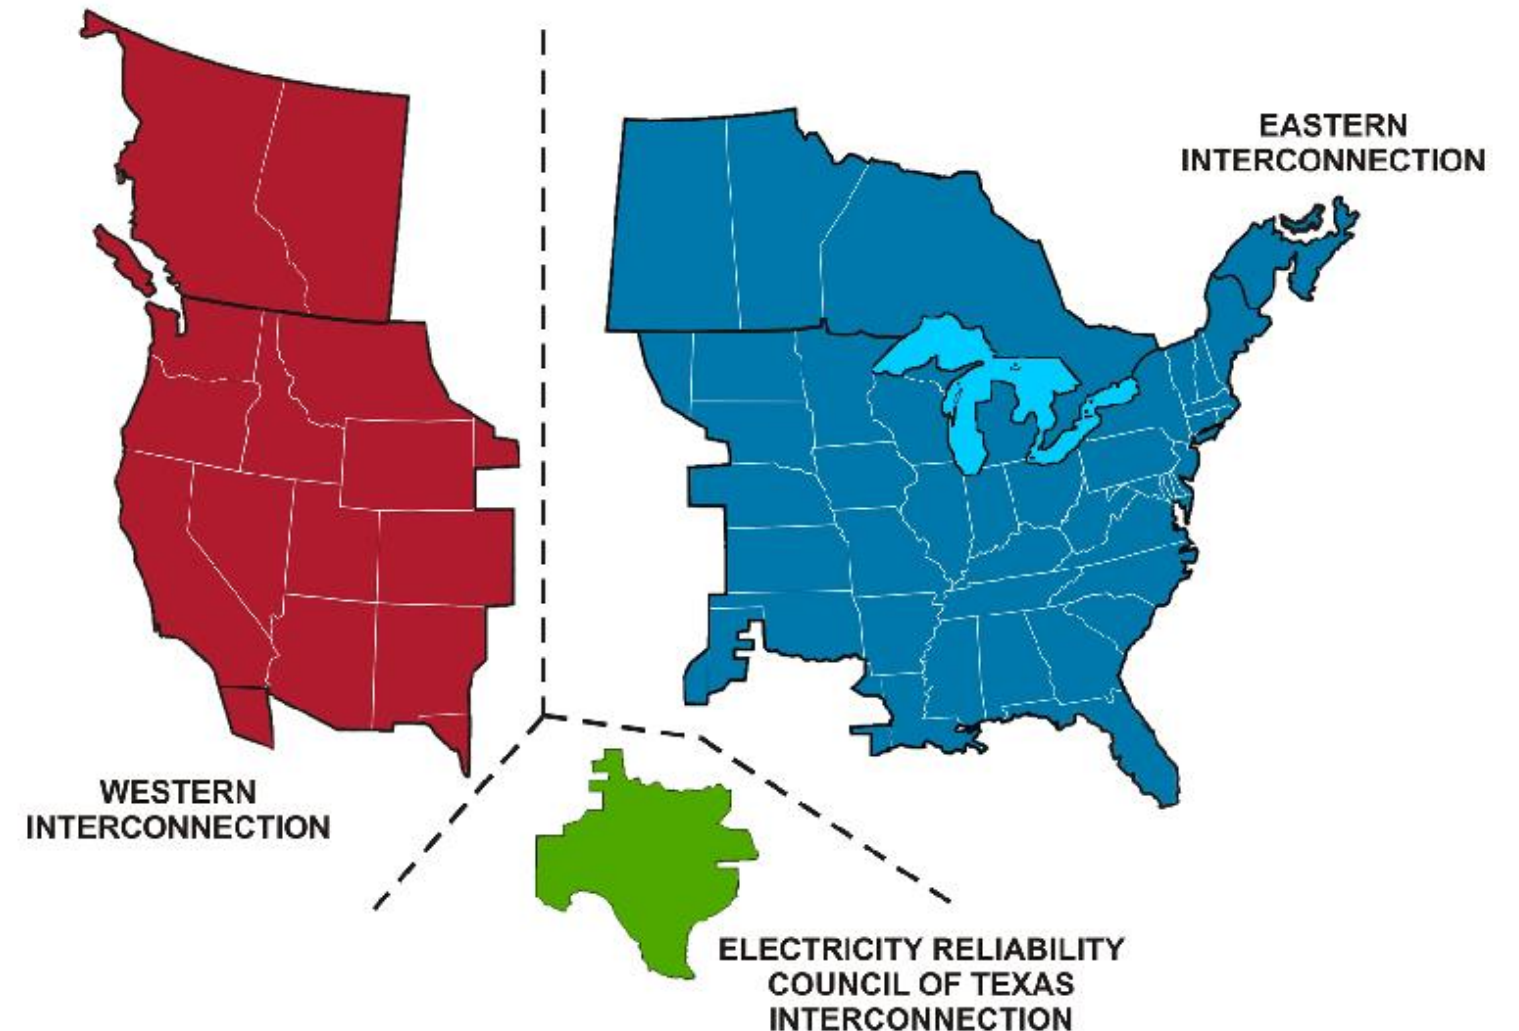 EASTERN
INTERCONNECTION
WESTERN
INTERCONNECTION
ELECTRICITY RELIABILITY
COUNCIL OF TEXAS
INTERCONNECTION